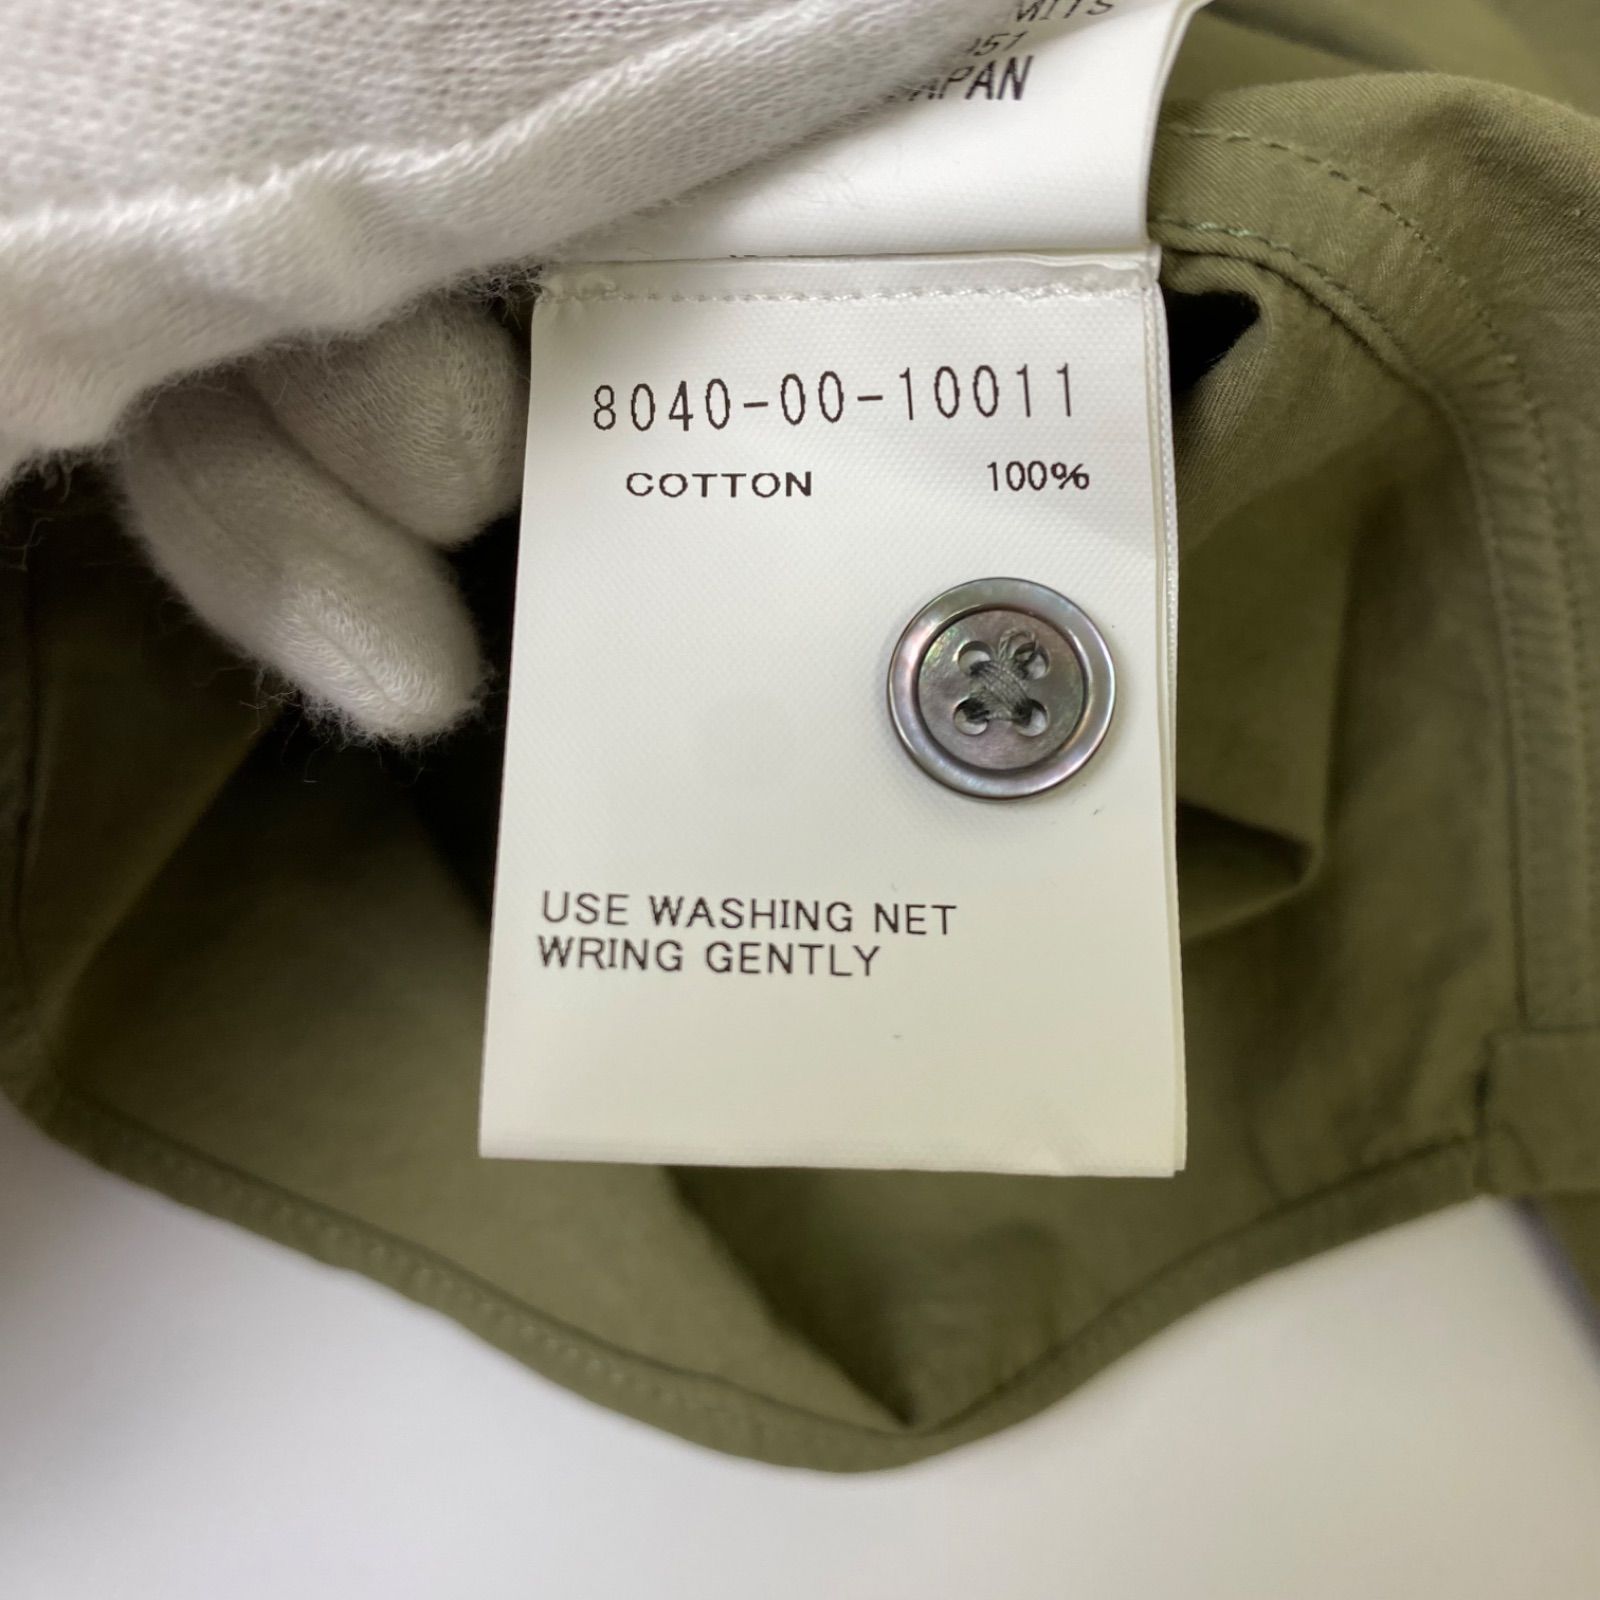 8040-00-10011
COTTON 100%
USE WASHING NET
WRING GENTLY